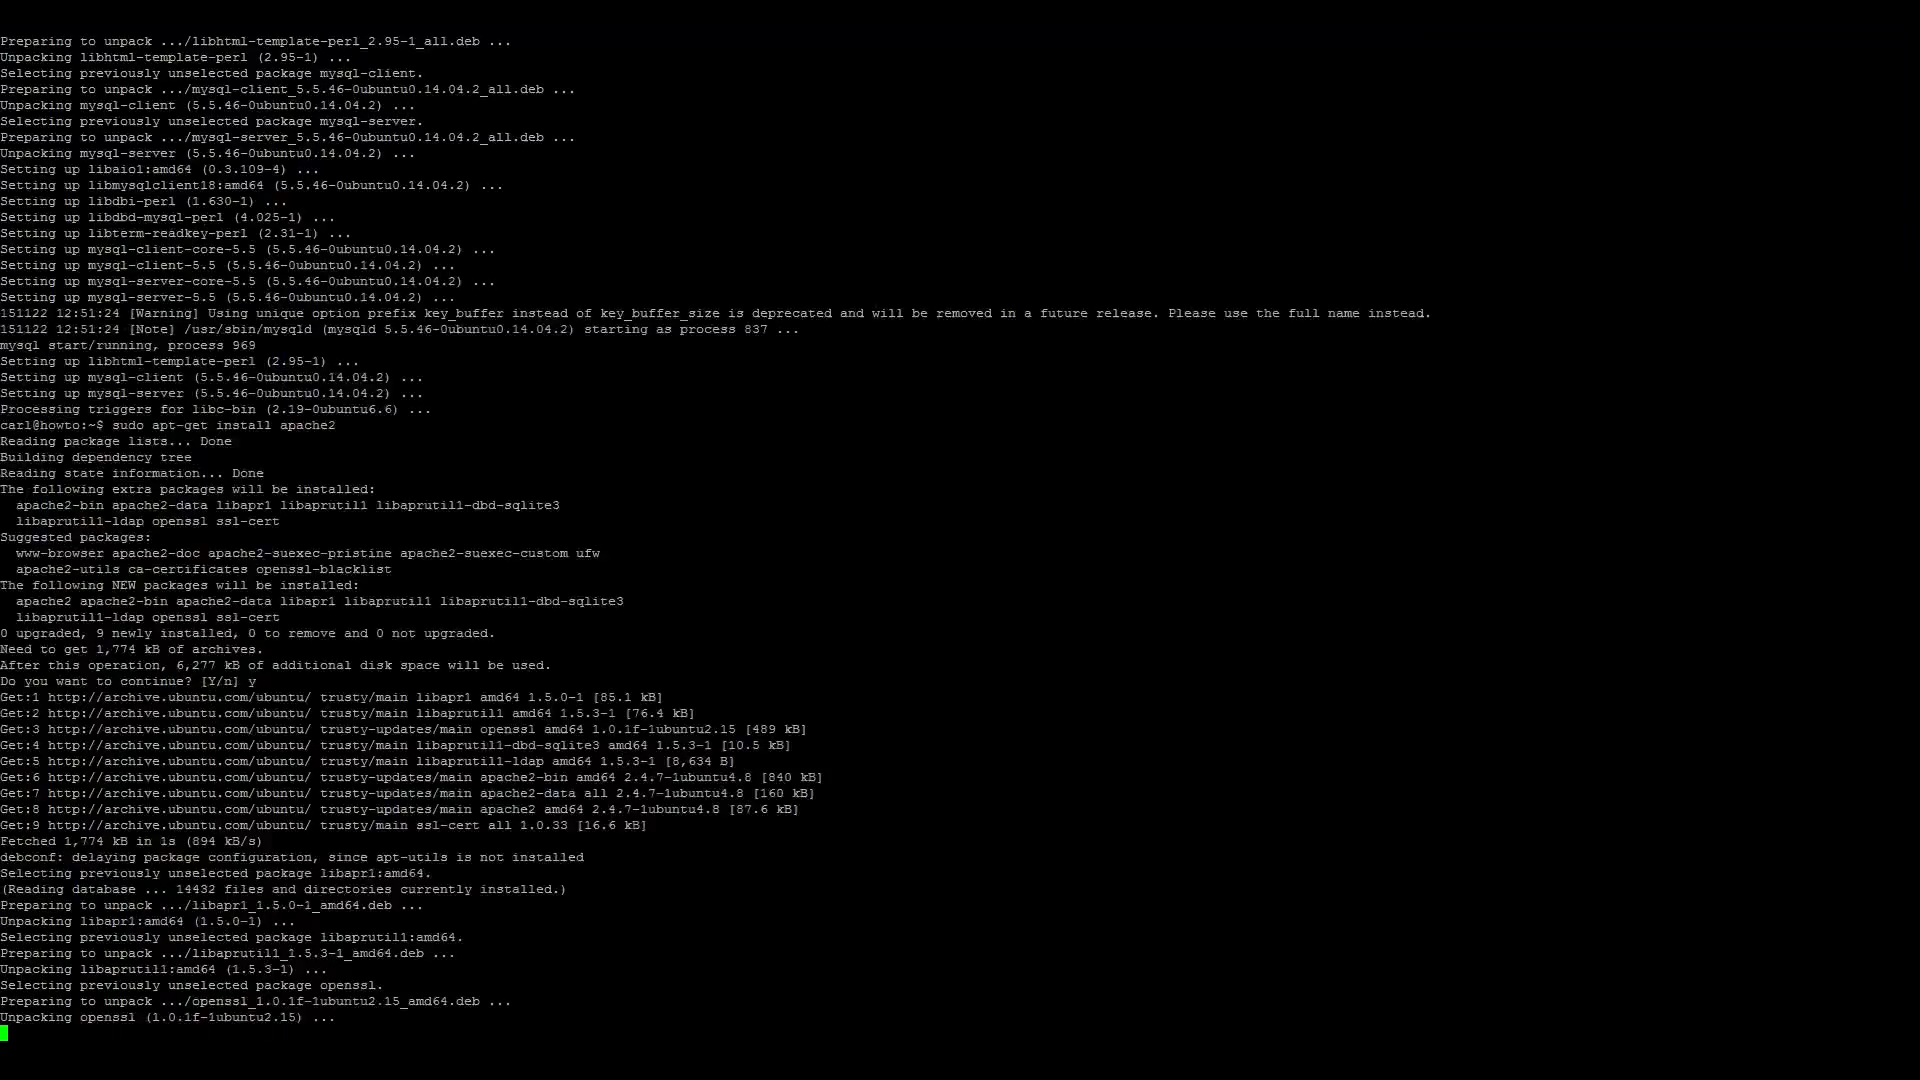 Preparing to unpack .../libhtml-template-perl_2.95-1_all.deb ...
Unpacking libhtml-template-perl (2.95-1) ...
Selecting previously unselected package mysql-client.
Preparing to unpack .../mysql-client_5.5.46-0ubuntu0.14.04.2_all.deb ...
Unpacking mysql-client (5.5.46-0ubuntu0.14.04.2) ...
Selecting previously unselected package mysql-server.
Preparing to unpack .../mysql-server_5.5.46-0ubuntu0.14.04.2_all.deb ...
Unpacking mysql-server (5.5.46-0ubuntu0.14.04.2) ...
Setting up libaio1:amd64 (0.3.109-4) ...
Setting up libmysqlclient18:amd64 (5.5.46-0ubuntu0.14.04.2) ...
Setting up libdbi-perl (1.630-1) ...
Setting up libdbd-mysql-perl (4.025-1) ...
Setting up libterm-readkey-perl (2.31-1) ...
Setting up mysql-client-core-5.5 (5.5.46-0ubuntu0.14.04.2) ...
Setting up mysql-client-5.5 (5.5.46-0ubuntu0.14.04.2) ...
Setting up mysql-server-core-5.5 (5.5.46-0ubuntu0.14.04.2) ...
Setting up mysql-server-5.5 (5.5.46-0ubuntu0.14.04.2) ...
151122 12:51:24 [Warning] Using unique option prefix key_buffer instead of key_buffer_size is deprecated and will be removed in a future release. Please use the full name instead.
151122 12:51:24 [Note] /usr/sbin/mysqld (mysqld 5.5.46-0ubuntu0.14.04.2) starting as process 837 ...
mysql start/running, process 969
Setting up libhtml-template-perl (2.95-1) ...
Setting up mysql-client (5.5.46-0ubuntu0.14.04.2) ...
Setting up mysql-server (5.5.46-0ubuntu0.14.04.2) ...
Processing triggers for libc-bin (2.19-0ubuntu6.6) ...
carl@howto:~$ sudo apt-get install apache2
Reading package lists... Done
Building dependency tree
Reading state information... Done
The following extra packages will be installed:
  apache2-bin apache2-data libapr1 libaprutil1 libaprutil1-dbd-sqlite3
  libaprutil1-ldap openssl ssl-cert
Suggested packages:
  www-browser apache2-doc apache2-suexec-pristine apache2-suexec-custom ufw
  apache2-utils ca-certificates openssl-blacklist
The following NEW packages will be installed:
  apache2 apache2-bin apache2-data libapr1 libaprutil1 libaprutil1-dbd-sqlite3
  libaprutil1-ldap openssl ssl-cert
0 upgraded, 9 newly installed, 0 to remove and 0 not upgraded.
Need to get 1,774 kB of archives.
After this operation, 6,277 kB of additional disk space will be used.
Do you want to continue? [Y/n] y
Get:1 http://archive.ubuntu.com/ubuntu/ trusty/main libapr1 amd64 1.5.0-1 [85.1 kB]
Get:2 http://archive.ubuntu.com/ubuntu/ trusty/main libaprutil1 amd64 1.5.3-1 [76.4 kB]
Get:3 http://archive.ubuntu.com/ubuntu/ trusty-updates/main openssl amd64 1.0.1f-1ubuntu2.15 [489 kB]
Get:4 http://archive.ubuntu.com/ubuntu/ trusty/main libaprutil1-dbd-sqlite3 amd64 1.5.3-1 [10.5 kB]
Get:5 http://archive.ubuntu.com/ubuntu/ trusty/main libaprutil1-ldap amd64 1.5.3-1 [8,634 B]
Get:6 http://archive.ubuntu.com/ubuntu/ trusty-updates/main apache2-bin amd64 2.4.7-1ubuntu4.8 [840 kB]
Get:7 http://archive.ubuntu.com/ubuntu/ trusty-updates/main apache2-data all 2.4.7-1ubuntu4.8 [160 kB]
Get:8 http://archive.ubuntu.com/ubuntu/ trusty-updates/main apache2 amd64 2.4.7-1ubuntu4.8 [87.6 kB]
Get:9 http://archive.ubuntu.com/ubuntu/ trusty/main ssl-cert all 1.0.33 [16.6 kB]
Fetched 1,774 kB in 1s (894 kB/s)
debconf: delaying package configuration, since apt-utils is not installed
Selecting previously unselected package libapr1:amd64.
(Reading database ... 14432 files and directories currently installed.)
Preparing to unpack .../libapr1_1.5.0-1_amd64.deb ...
Unpacking libapr1:amd64 (1.5.0-1) ...
Selecting previously unselected package libaprutil1:amd64.
Preparing to unpack .../libaprutil1_1.5.3-1_amd64.deb ...
Unpacking libaprutil1:amd64 (1.5.3-1) ...
Selecting previously unselected package openssl.
Preparing to unpack .../openssl_1.0.1f-1ubuntu2.15_amd64.deb ...
Unpacking openssl (1.0.1f-1ubuntu2.15) ...